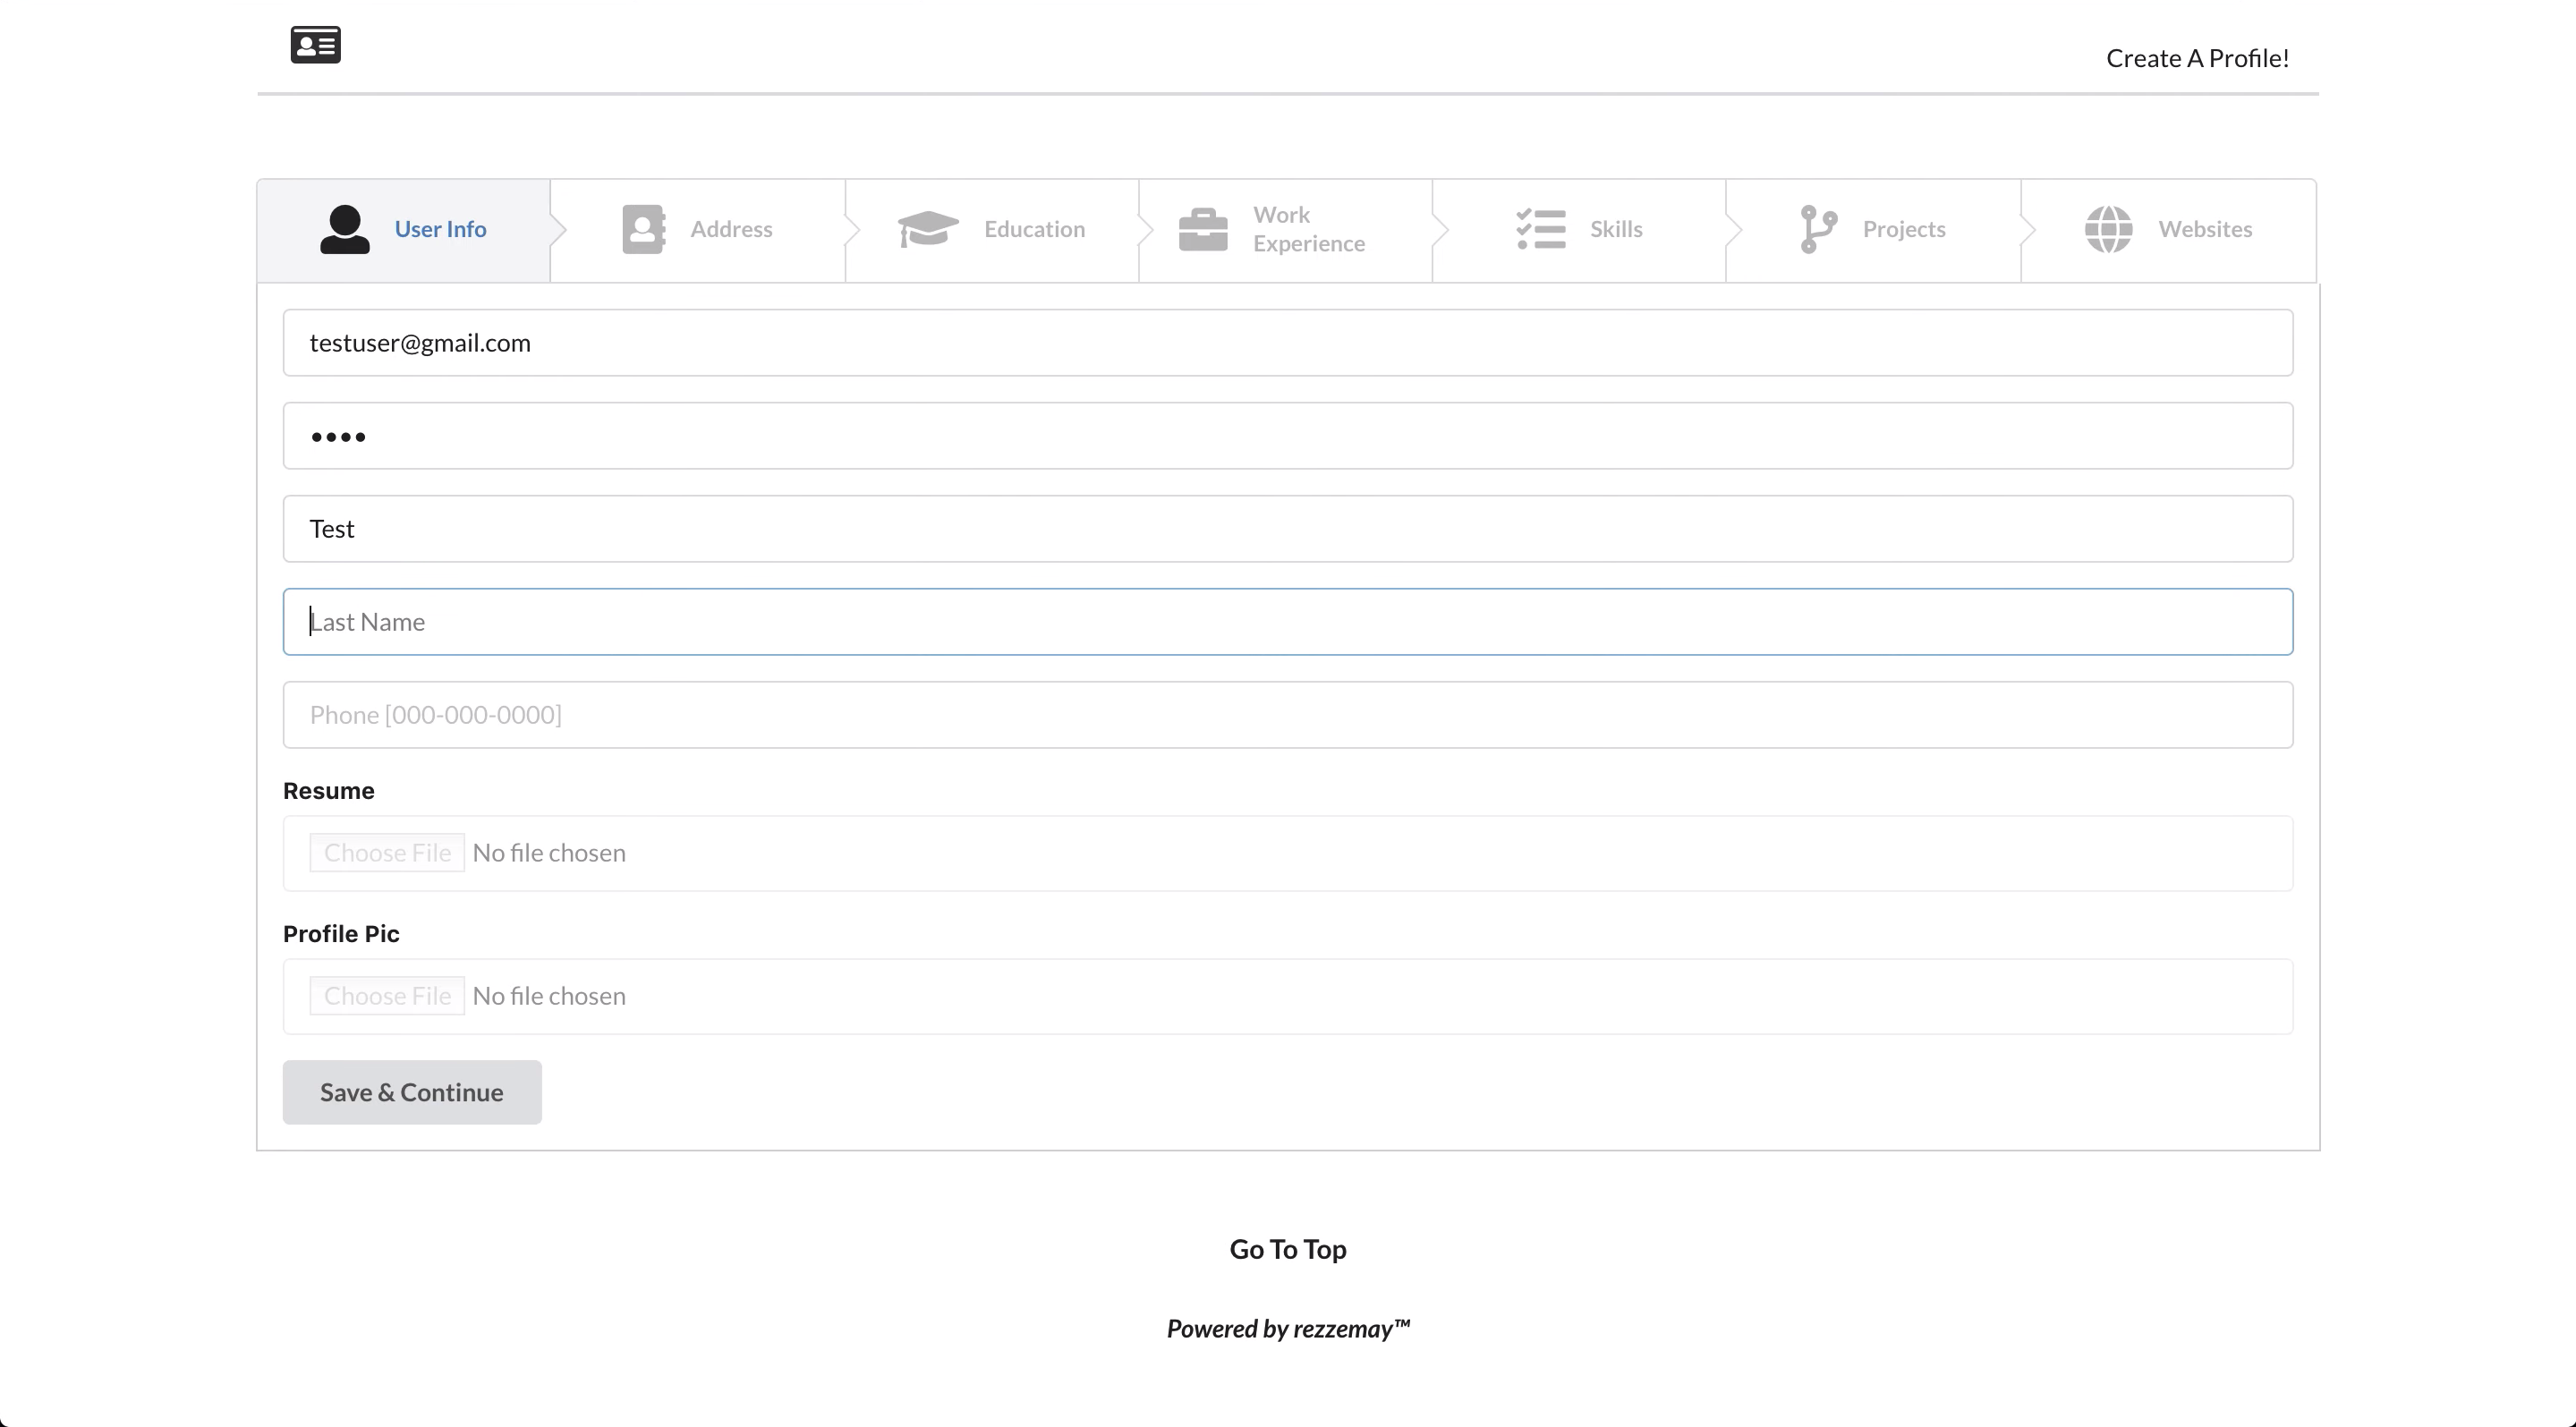 Create A Profile!
User Info
Address
Education
Work
Experience
Skills
Projects
Websites
testuser@gmail.com
••••
Test
Last Name
Phone [000-000-0000]
Resume
Choose File No file chosen
Profile Pic
Choose File No file chosen
Save & Continue
Go To Top
Powered by rezzemay™